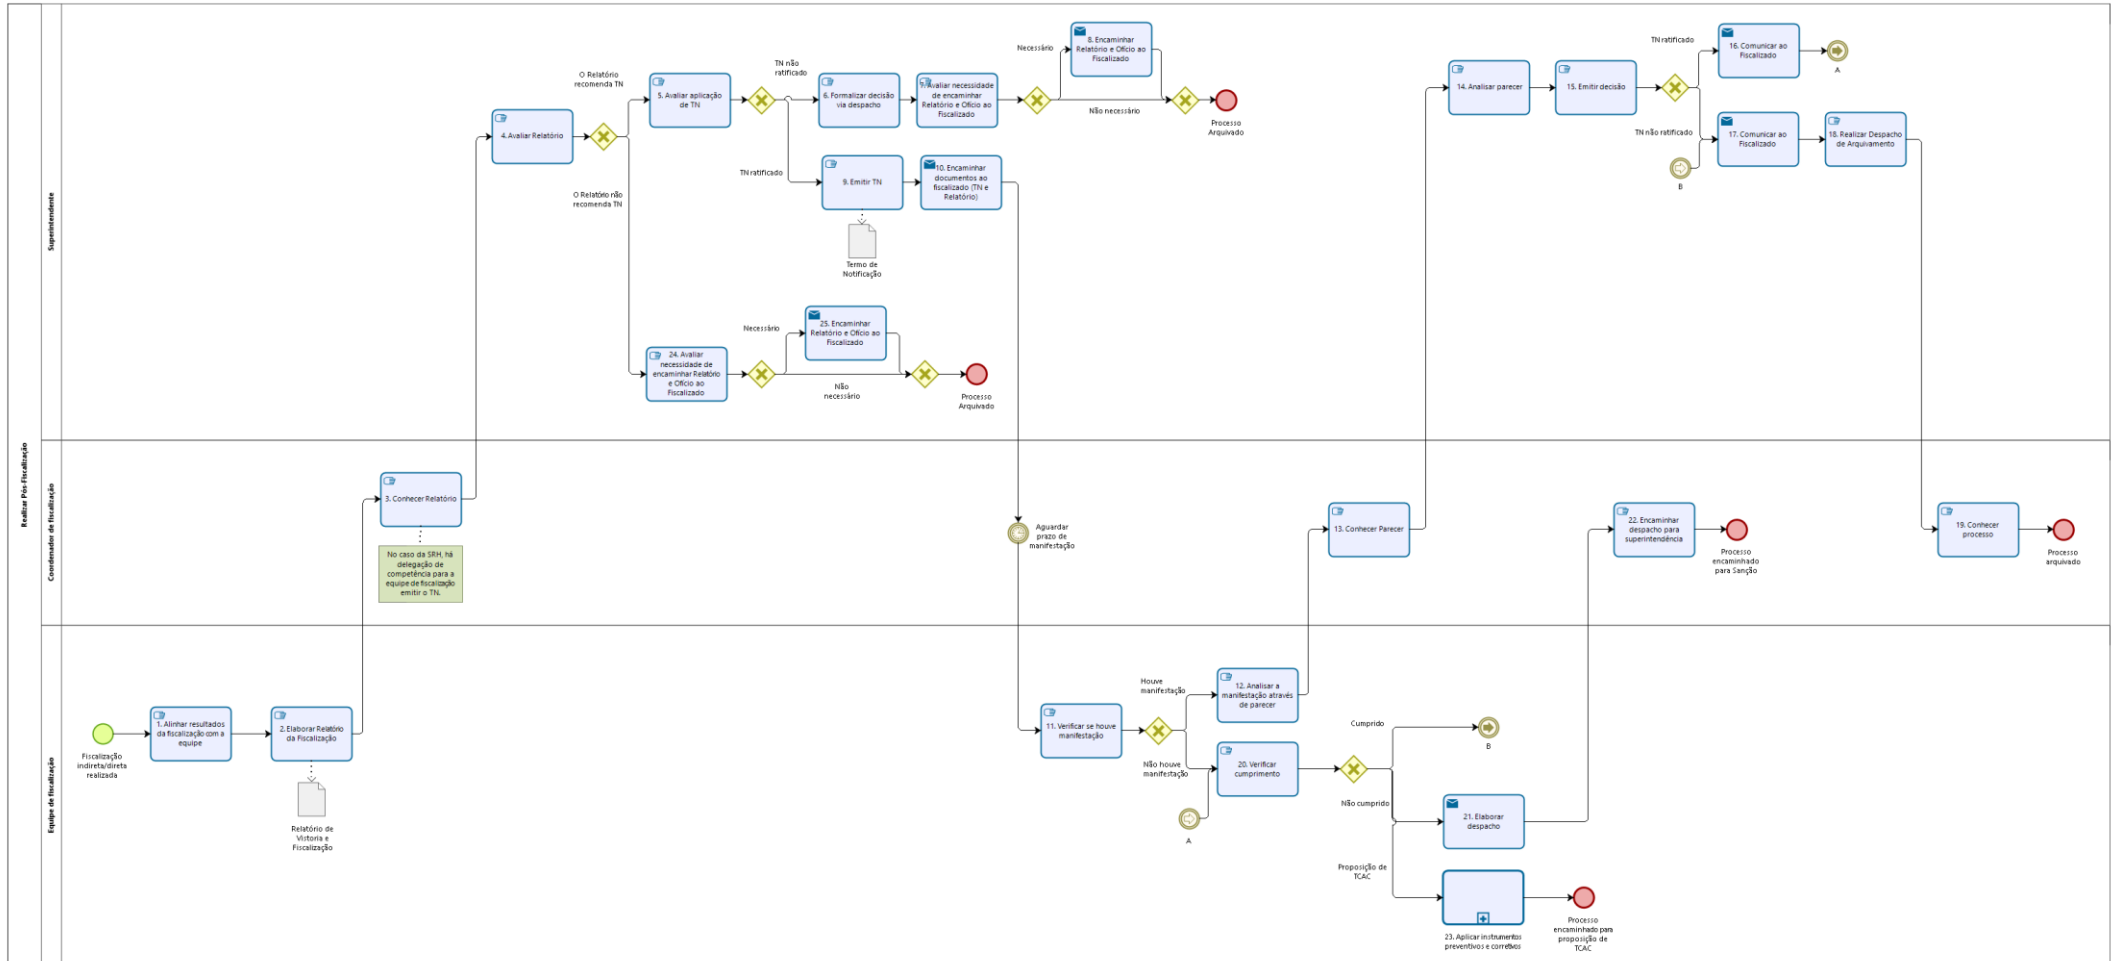 Realizar Pós-Fiscalização
Superintendente
Coordenador de fiscalização
Equipe de fiscalização
Fiscalização
indireta/direta
realizada
1. Alinhar resultados
da fiscalização com a
equipe
2. Elaborar Relatório
da Fiscalização
Relatório de
Vistoria e
Fiscalização
3. Conhecer Relatório
No caso da SRH, há
delegação de
competência para a
equipe de fiscalização
emitir o TN.
4. Avaliar Relatório
O Relatório
recomenda TN
O Relatório não
recomenda TN
5. Avaliar aplicação
de TN
TN não
ratificado
TN ratificado
6. Formalizar decisão
via despacho
7. Avaliar necessidade
de encaminhar
Relatório e Ofício ao
Fiscalizado
Necessário
Não necessário
8. Encaminhar
Relatório e Ofício ao
Fiscalizado
Processo
Arquivado
9. Emitir TN
Termo de
Notificação
10. Encaminhar
documentos ao
fiscalizado (TN e
Relatório)
24. Avaliar
necessidade de
encaminhar Relatório
e Ofício ao
Fiscalizado
Necessário
Não
necessário
25. Encaminhar
Relatório e Ofício ao
Fiscalizado
Processo
Arquivado
Aguardar
prazo de
manifestação
11. Verificar se houve
manifestação
Houve
manifestação
Não houve
manifestação
12. Analisar a
manifestação através
de parecer
13. Conhecer Parecer
14. Analisar parecer
15. Emitir decisão
TN ratificado
TN não ratificado
16. Comunicar ao
Fiscalizado
A
17. Comunicar ao
Fiscalizado
B
18. Realizar Despacho
de Arquivamento
19. Conhecer
processo
Processo
arquivado
20. Verificar
cumprimento
A
Cumprido
B
Não cumprido
Proposição de
TCAC
21. Elaborar
despacho
22. Encaminhar
despacho para
superintendência
Processo
encaminhado
para Sanção
23. Aplicar instrumentos
preventivos e corretivos
Processo
encaminhado para
proposição de
TCAC